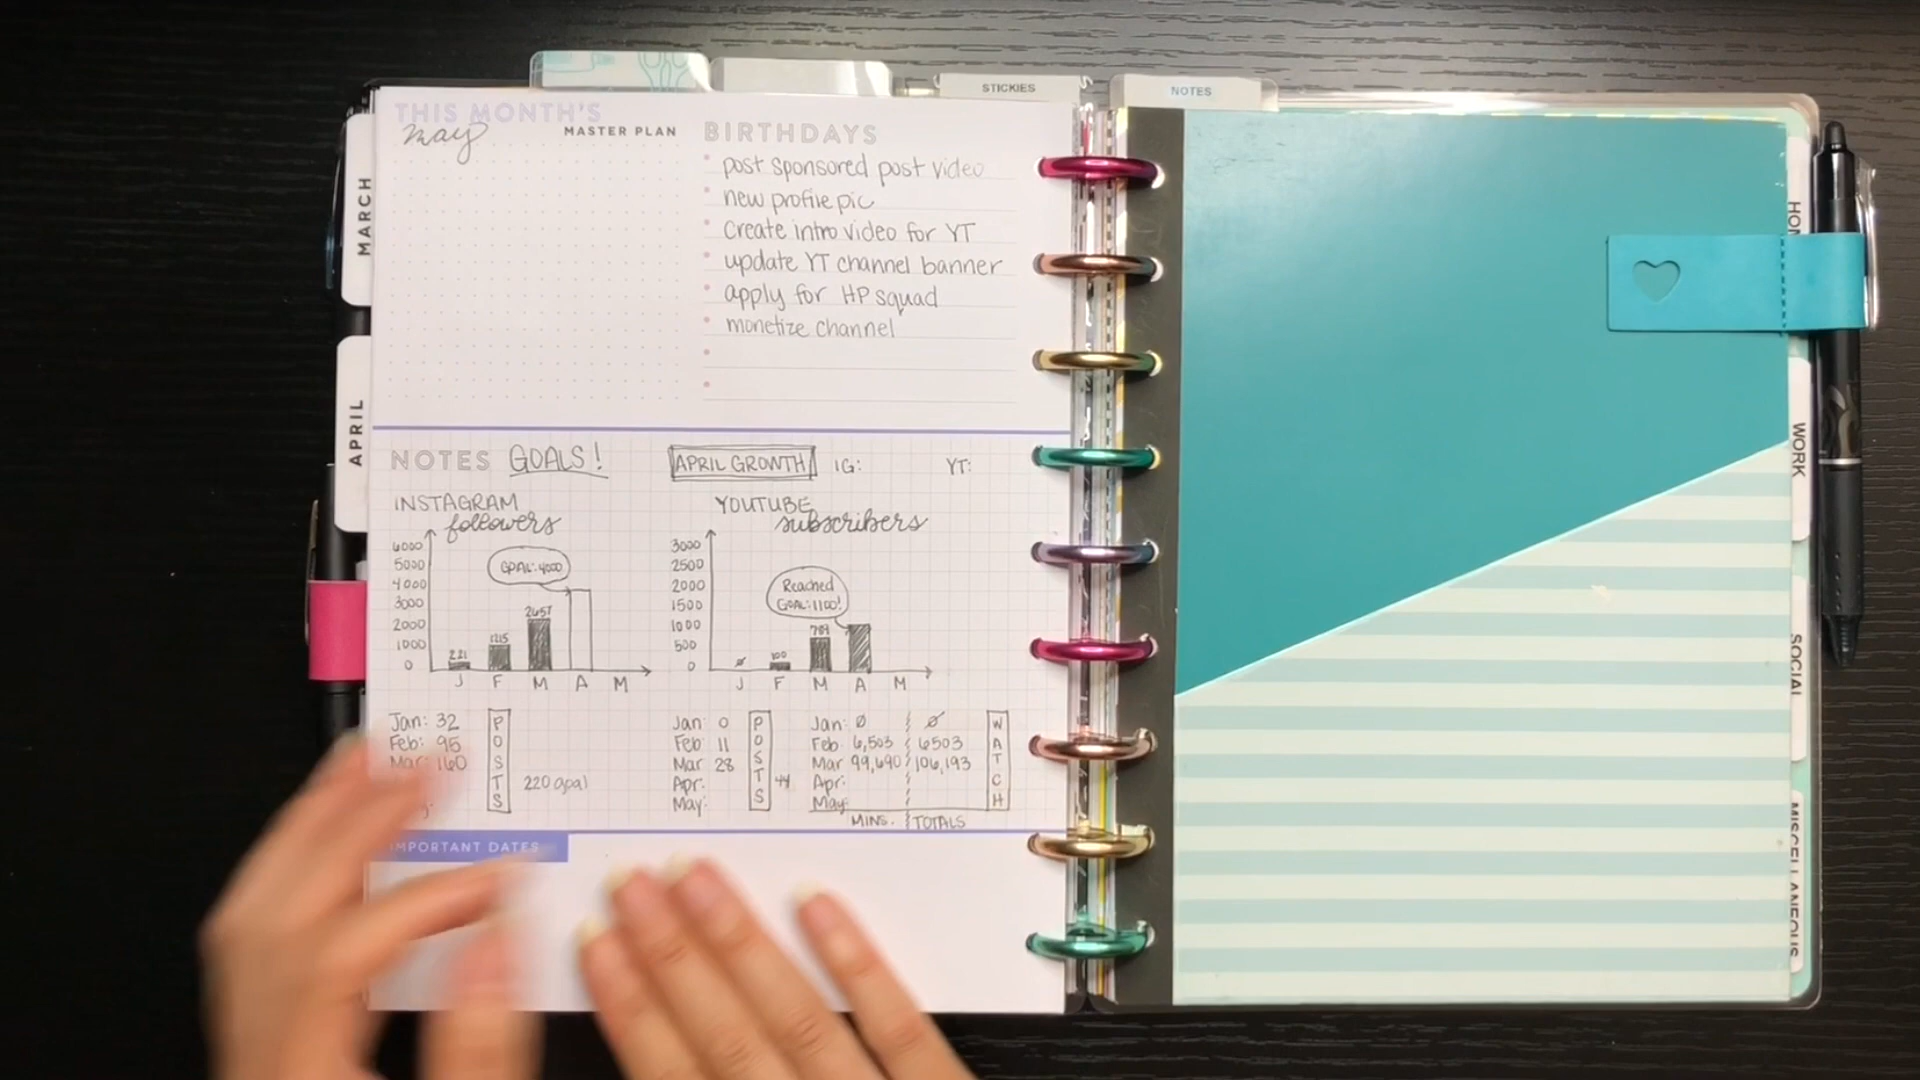 STICKIES
NOTES
THIS MONTH'S
may
MASTER PLAN
BIRTHDAYS
post sponsored post video
new profile pic
create intro video for YT
update YT channel banner
apply for HP squad
monetize channel
MARCH
APRIL
NOTES GOALS!
APRIL GROWTH IG: YT:
INSTAGRAM
followers
6000
5000
4000
3000
2000
1000
0
GOAL: 4000
221
1215
2657
J F M A M
YOUTUBE
subscribers
3000
2500
2000
1500
1000
500
0
Reached
GOAL: 1100!
Ø
100
789
J F M A M
Jan: 32
Feb: 95
Mar: 160
POSTS
220 goal
Jan: 0
Feb 11
Mar 28
Apr:
May:
POSTS
44
Jan: Ø Ø
Feb. 6,503 6503
Mar 99,690 106,193
Apr:
May:
MINS. TOTALS
WATCH
IMPORTANT DATES
WORK
SOCIAL
MISCELLANEOUS